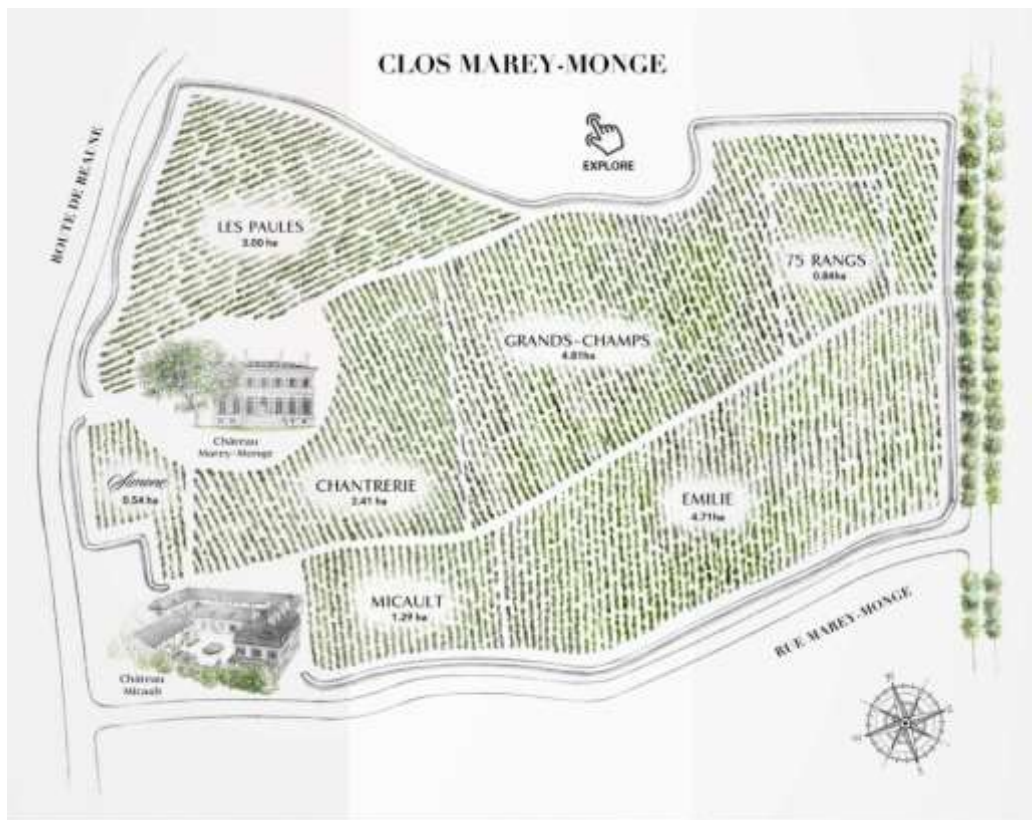 CLOS MAREY-MONGE
EXPLORE
ROUTE DE BEAUNE
LES PAULES
3.00 ha
75 RANGS
0.84ha
GRANDS-CHAMPS
4.81ha
Château
Marey-Monge
Simone
0.54 ha
CHANTRERIE
2.41 ha
EMILIE
4.71ha
MICAULT
1.29 ha
RUE MAREY-MONGE
Château
Micault